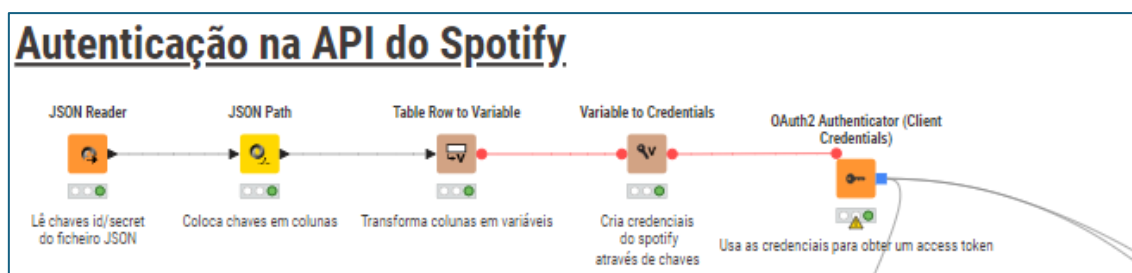 Autenticação na API do Spotify
JSON Reader
JSON Path
Table Row to Variable
Variable to Credentials
OAuth2 Authenticator (Client
Credentials)
Lê chaves id/secret
do ficheiro JSON
Coloca chaves em colunas
Transforma colunas em variáveis
Cria credenciais
do spotify
através de chaves
Usa as credenciais para obter um access token